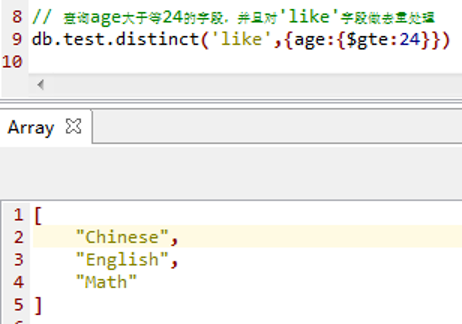 8 // 查询age大于等24的字段，并且对'like'字段做去重处理
9 db.test.distinct('like',{age:{$gte:24}})
10
Array
1 [
2 "Chinese",
3 "English",
4 "Math"
5 ]